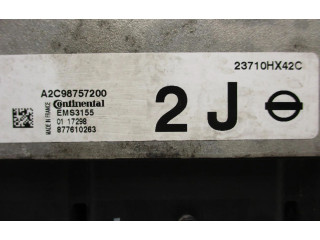 23710HX42C
A2C98757200
Continental
EMS3155
01 17298
877610263
MADE IN FRANCE
2 J